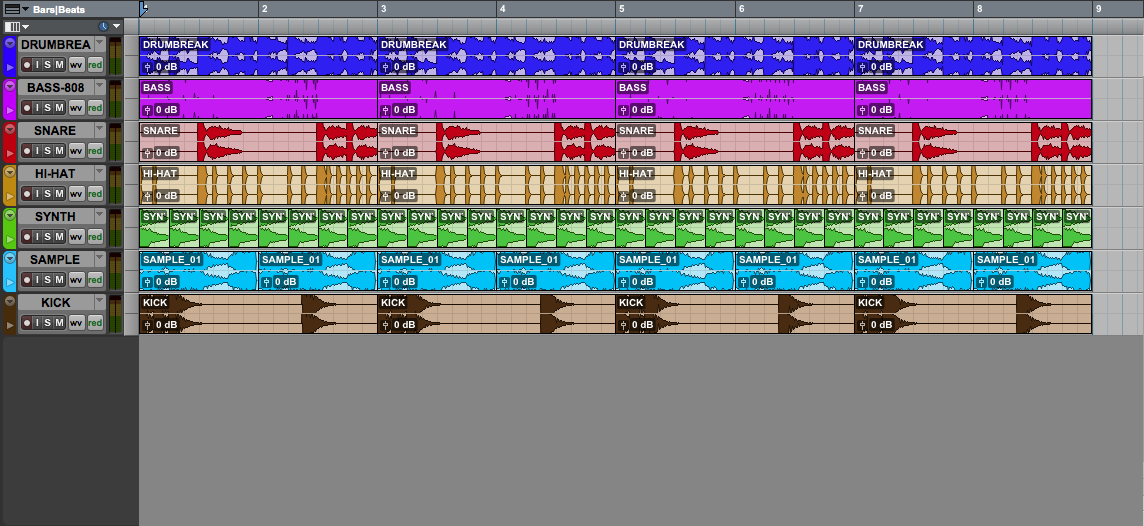 Bars|Beats 2 3 4 5 6 7 8 9
DRUMBREA DRUMBREAK DRUMBREAK DRUMBREAK DRUMBREAK
I S M wv red 0 dB 0 dB 0 dB 0 dB
BASS-808 BASS BASS BASS BASS
I S M wv red 0 dB 0 dB 0 dB 0 dB
SNARE SNARE SNARE SNARE SNARE
I S M wv red 0 dB 0 dB 0 dB 0 dB
HI-HAT HI-HAT HI-HAT HI-HAT HI-HAT
I S M wv red 0 dB 0 dB 0 dB 0 dB
SYNTH SYN SYN SYN SYN SYN SYN SYN SYN SYN SYN SYN SYN SYN SYN SYN SYN SYN SYN SYN SYN SYN SYN SYN SYN SYN SYN SYN SYN SYN SYN SYN SYN
I S M wv red
SAMPLE SAMPLE_01 SAMPLE_01 SAMPLE_01 SAMPLE_01 SAMPLE_01 SAMPLE_01 SAMPLE_01 SAMPLE_01
I S M wv red 0 dB 0 dB 0 dB 0 dB 0 dB 0 dB 0 dB 0 dB
KICK KICK KICK KICK KICK
I S M wv red 0 dB 0 dB 0 dB 0 dB